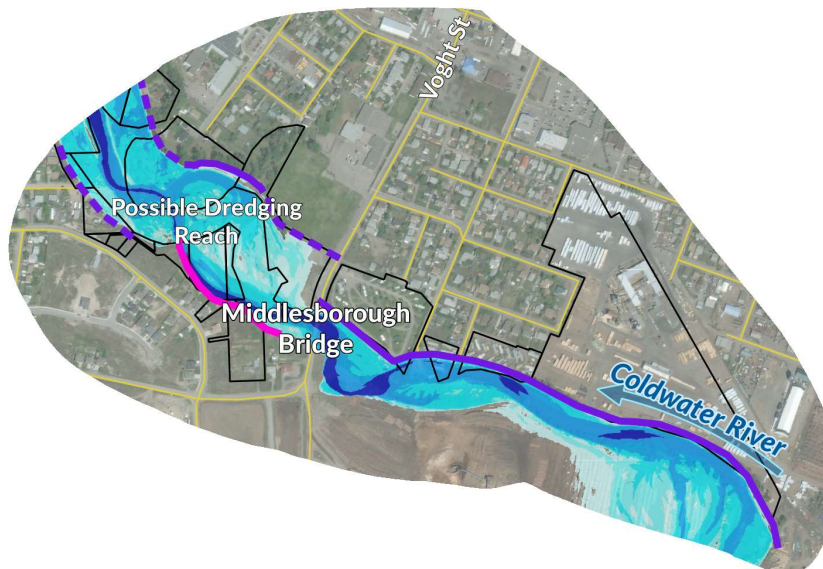 Voght St
Possible Dredging
Reach
Middlesborough
Bridge
Coldwater River